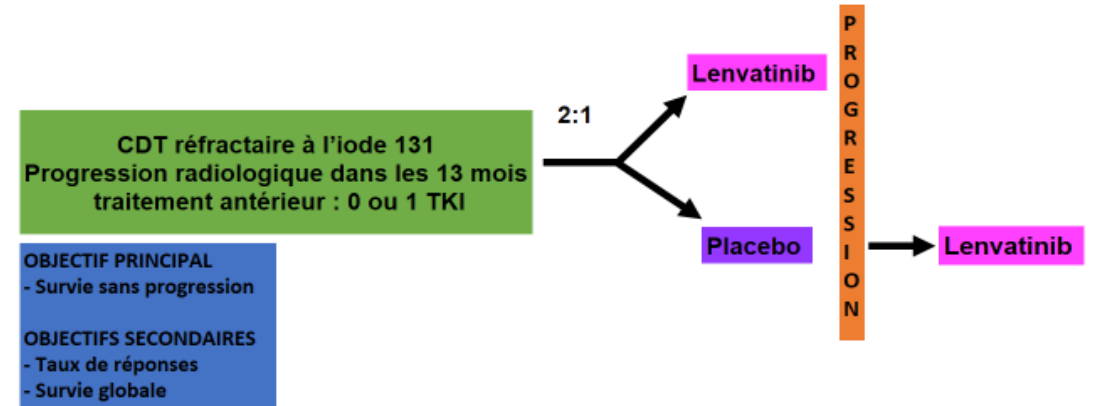 CDT réfractaire à l'iode 131
Progression radiologique dans les 13 mois
traitement antérieur : 0 ou 1 TKI
OBJECTIF PRINCIPAL
- Survie sans progression
OBJECTIFS SECONDAIRES
- Taux de réponses
- Survie globale
2:1
Lenvatinib
Placebo
PROGRESSION
Lenvatinib